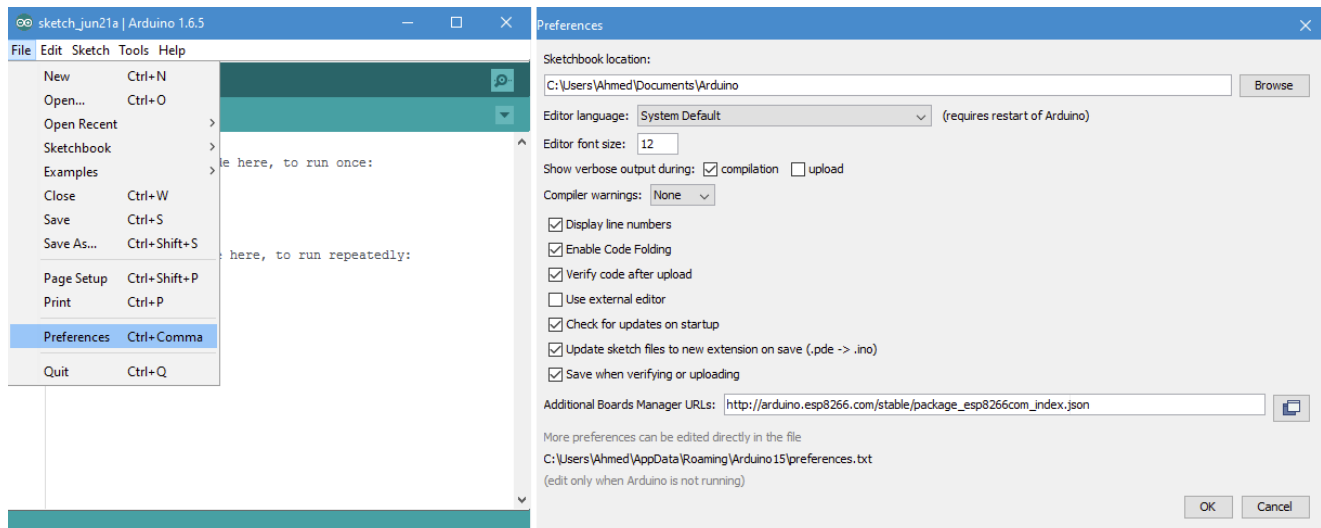 sketch_jun21a | Arduino 1.6.5
File Edit Sketch Tools Help
New Ctrl+N
Open... Ctrl+O
Open Recent
Sketchbook
Examples
Close Ctrl+W
Save Ctrl+S
Save As... Ctrl+Shift+S
Page Setup Ctrl+Shift+P
Print Ctrl+P
Preferences Ctrl+Comma
Quit Ctrl+Q
here, to run once:
here, to run repeatedly:
Preferences
Sketchbook location:
C:\Users\Ahmed\Documents\Arduino Browse
Editor language: System Default (requires restart of Arduino)
Editor font size: 12
Show verbose output during: compilation upload
Compiler warnings: None
Display line numbers
Enable Code Folding
Verify code after upload
Use external editor
Check for updates on startup
Update sketch files to new extension on save (.pde -> .ino)
Save when verifying or uploading
Additional Boards Manager URLs: http://arduino.esp8266.com/stable/package_esp8266com_index.json
More preferences can be edited directly in the file
C:\Users\Ahmed\AppData\Roaming\Arduino15\preferences.txt
(edit only when Arduino is not running)
OK Cancel